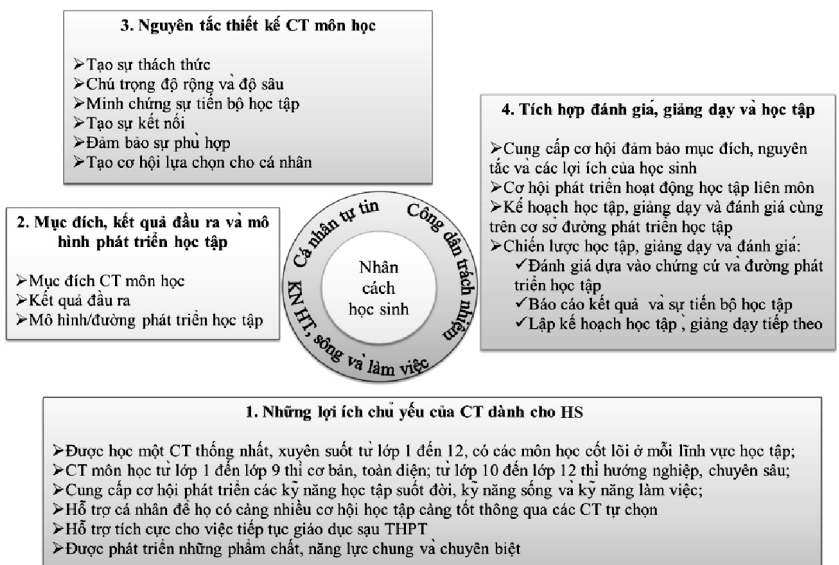 3. Nguyên tắc thiết kế CT môn học
➢Tạo sự thách thức
➢Chú trọng độ rộng và độ sâu
➢Minh chứng sự tiến bộ học tập
➢Tạo sự kết nối
➢Đảm bảo sự phù hợp
➢Tạo cơ hội lựa chọn cho cá nhân
4. Tích hợp đánh giá, giảng dạy và học tập
➢Cung cấp cơ hội đảm bảo mục đích, nguyên
tắc và các lợi ích của học sinh
➢Cơ hội phát triển hoạt động học tập liên môn
➢Kế hoạch học tập, giảng dạy và đánh giá cùng
trên cơ sở đường phát triển học tập
➢Chiến lược học tập, giảng dạy và đánh giá:
✓Đánh giá dựa vào chứng cứ và đường phát
triển học tập
✓Báo cáo kết quả và sự tiến bộ học tập
✓Lập kế hoạch học tập , giảng dạy tiếp theo
2. Mục đích, kết quả đầu ra và mô
hình phát triển học tập
➢Mục đích CT môn học
➢Kết quả đầu ra
➢Mô hình/đường phát triển học tập
Cá nhân tự tin
Công dân trách nhiệm
KN HT, sống và làm việc
Nhân
cách
học sinh
1. Những lợi ích chủ yếu của CT dành cho HS
➢Được học một CT thống nhất, xuyên suốt từ lớp 1 đến 12, có các môn học cốt lõi ở mỗi lĩnh vực học tập;
➢CT môn học từ lớp 1 đến lớp 9 thì cơ bản, toàn diện; từ lớp 10 đến lớp 12 thì hướng nghiệp, chuyên sâu;
➢Cung cấp cơ hội phát triển các kỹ năng học tập suốt đời, kỹ năng sống và kỹ năng làm việc;
➢Hỗ trợ cá nhân để họ có càng nhiều cơ hội học tập càng tốt thông qua các CT tự chọn
➢Hỗ trợ tích cực cho việc tiếp tục giáo dục sau THPT
➢Được phát triển những phẩm chất, năng lực chung và chuyên biệt